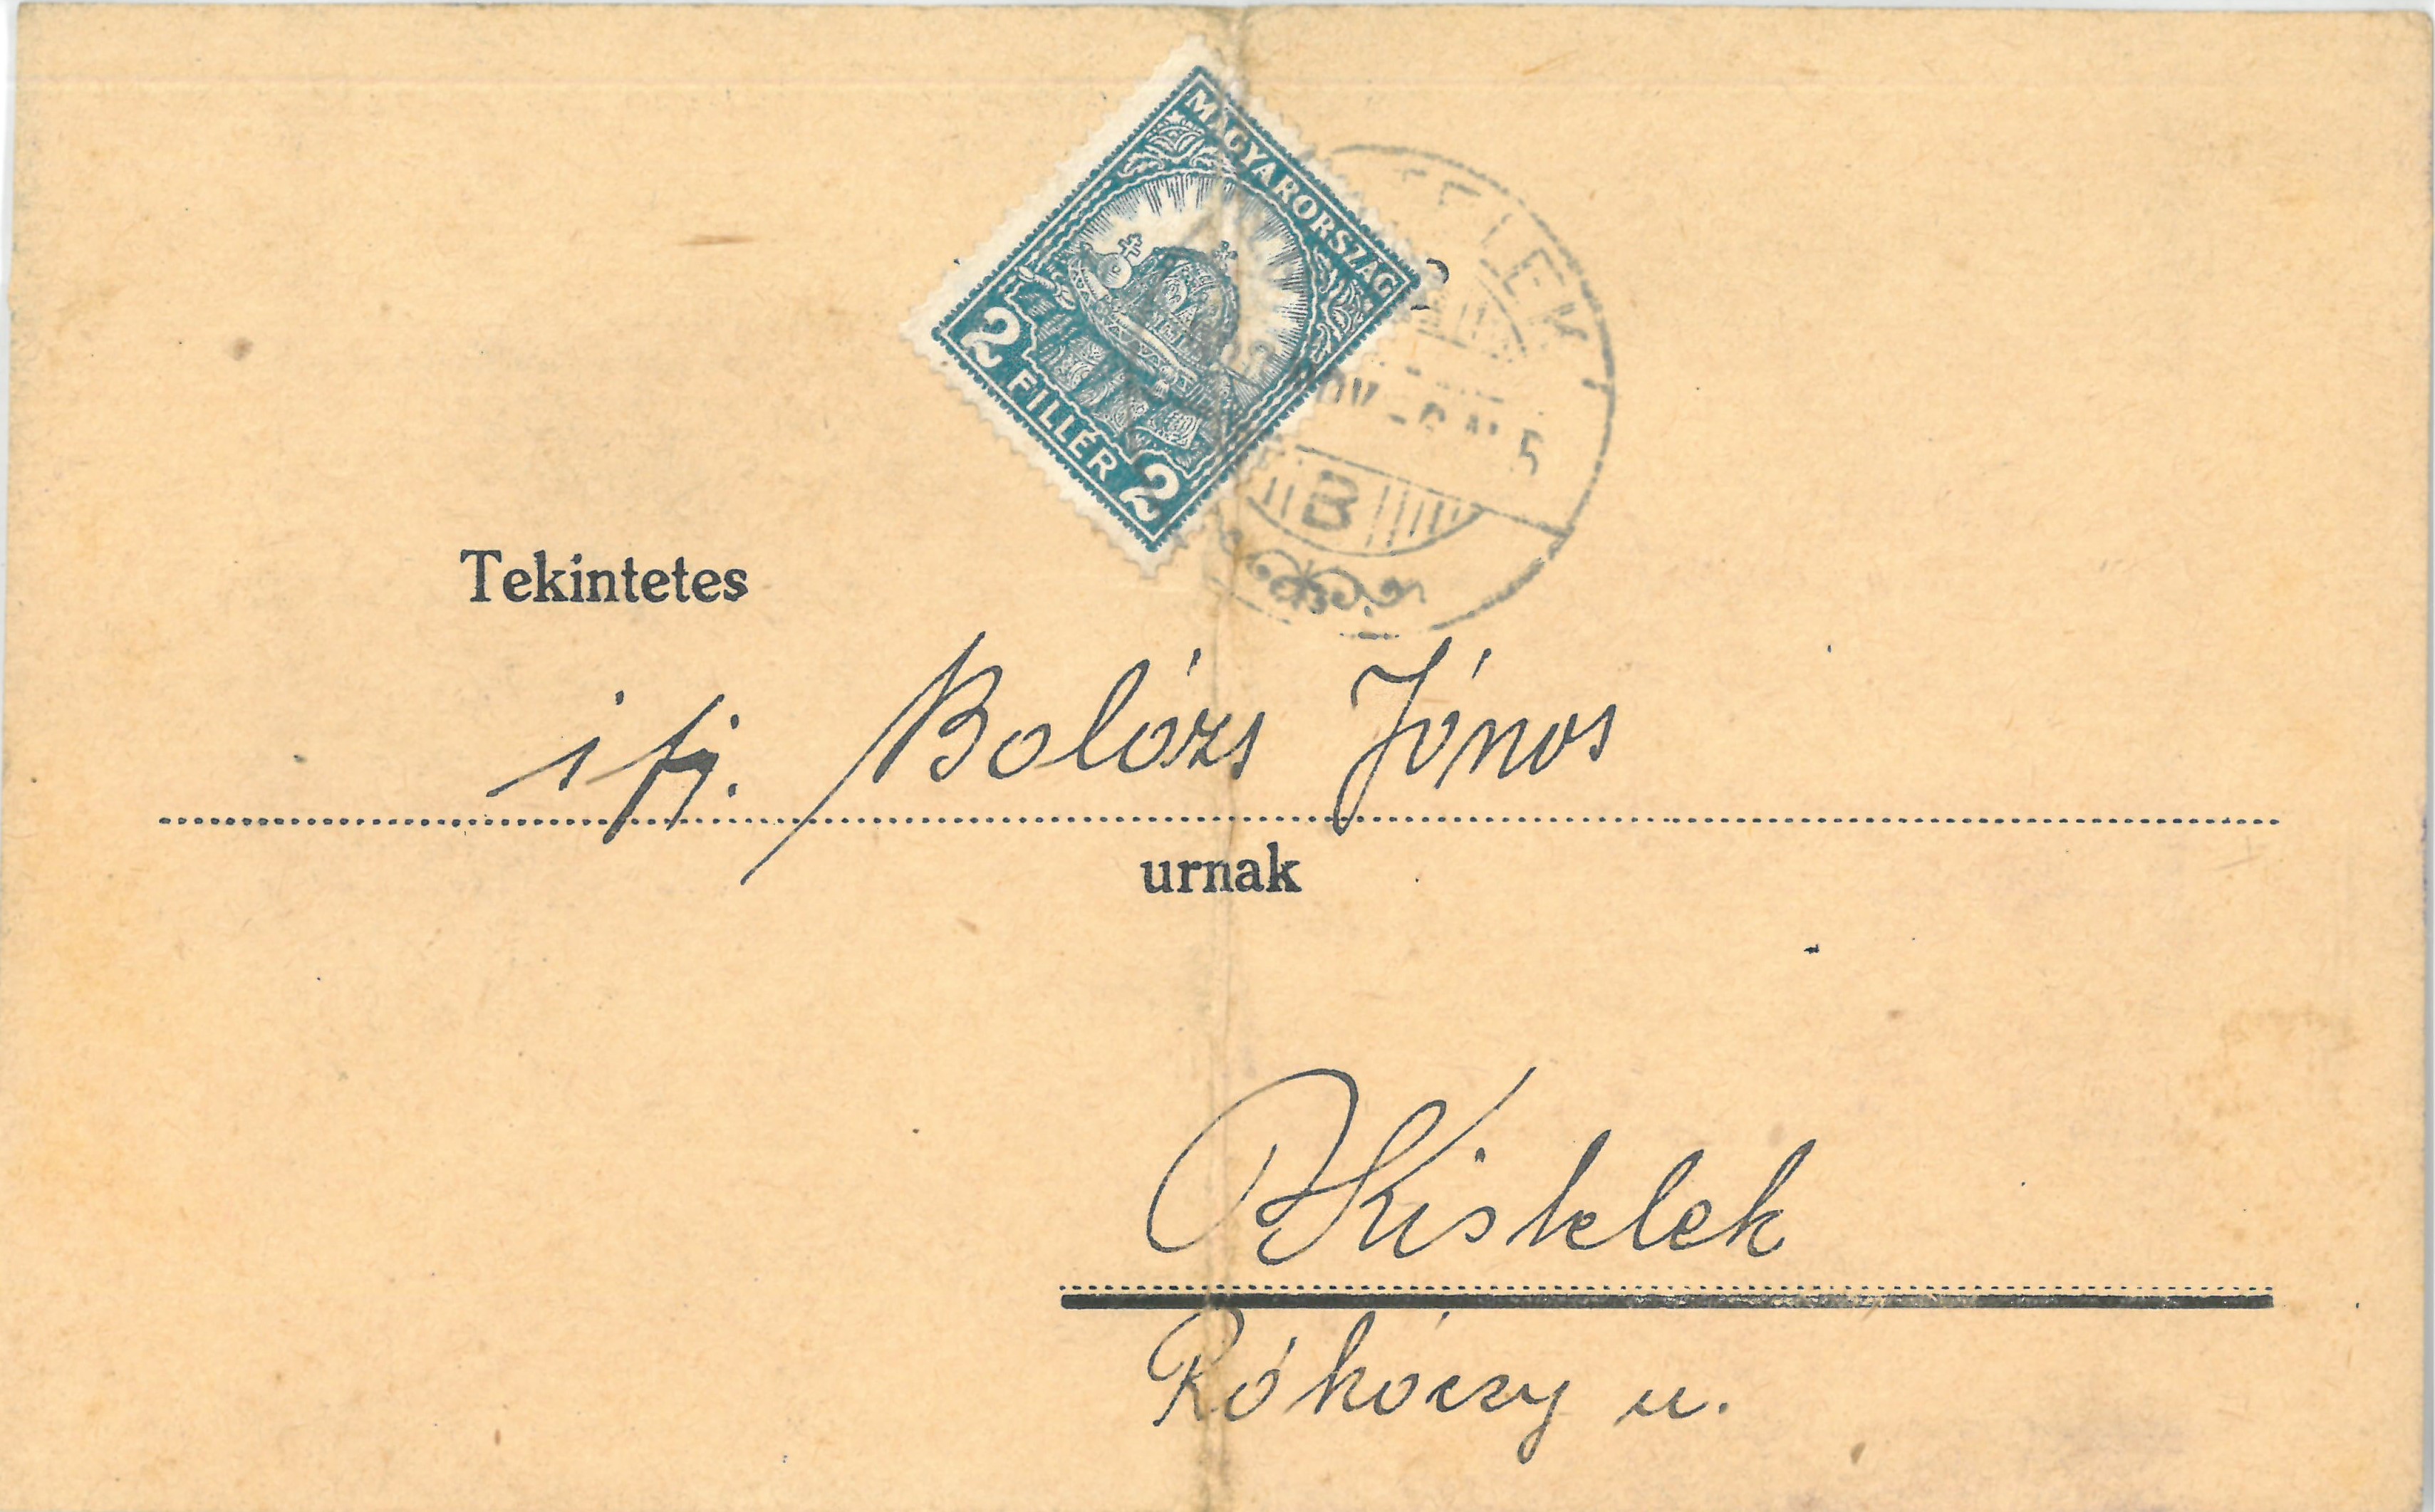 MAGYARORSZÁG
2 FILLÉR 2
B
Tekintetes
ifj. Balázs János
urnak
Kistelek
Rákóczy u.